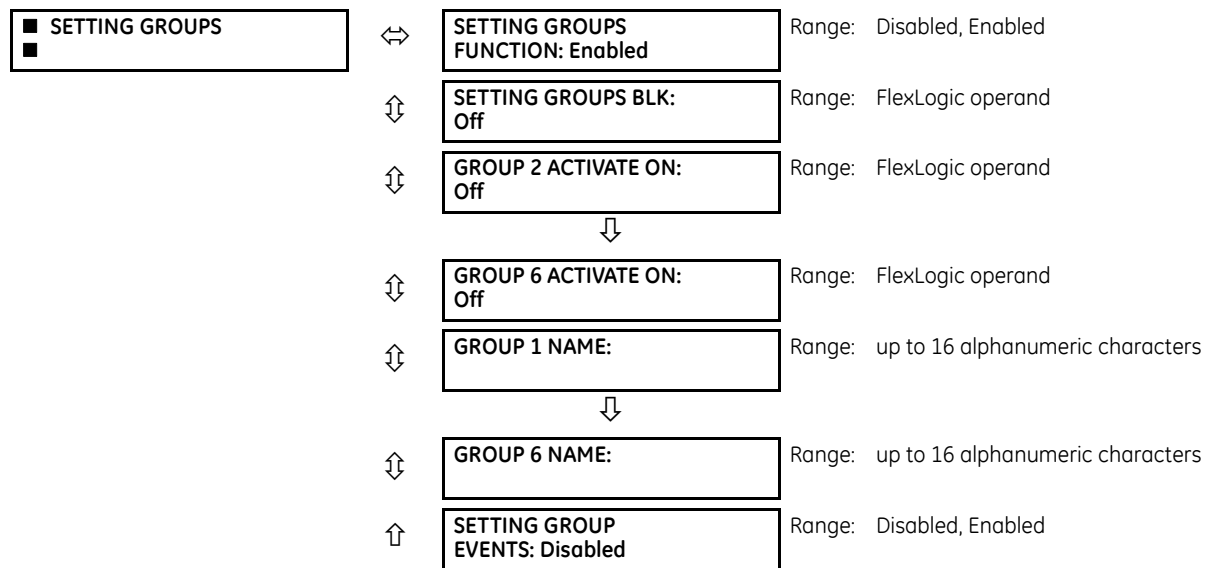 ■ SETTING GROUPS
■
SETTING GROUPS
FUNCTION: Enabled
Range: Disabled, Enabled
SETTING GROUPS BLK:
Off
Range: FlexLogic operand
GROUP 2 ACTIVATE ON:
Off
Range: FlexLogic operand
GROUP 6 ACTIVATE ON:
Off
Range: FlexLogic operand
GROUP 1 NAME:
Range: up to 16 alphanumeric characters
GROUP 6 NAME:
Range: up to 16 alphanumeric characters
SETTING GROUP
EVENTS: Disabled
Range: Disabled, Enabled